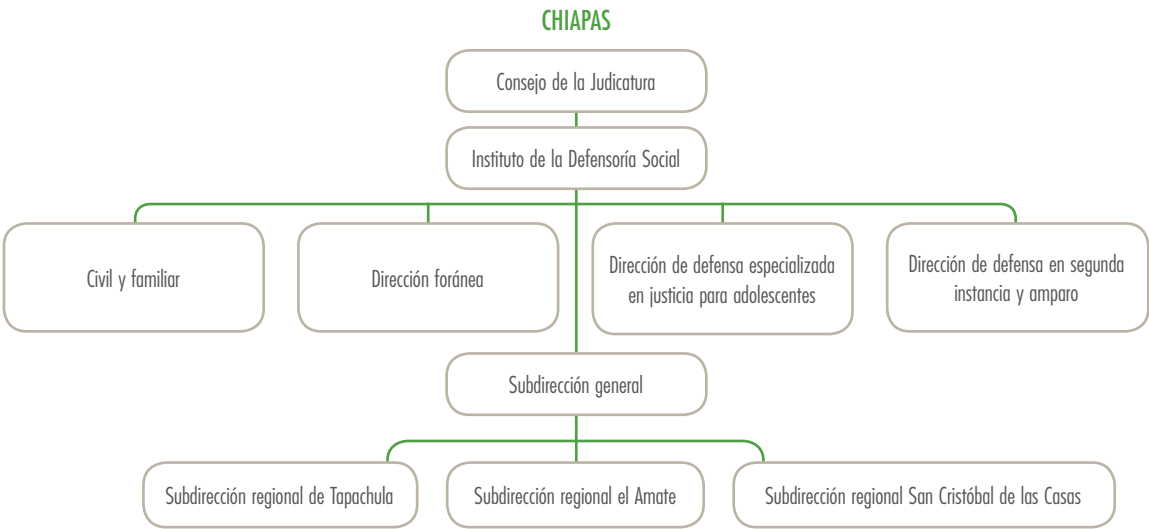 CHIAPAS
Consejo de la Judicatura
Instituto de la Defensoría Social
Civil y familiar
Dirección foránea
Dirección de defensa especializada
en justicia para adolescentes
Dirección de defensa en segunda
instancia y amparo
Subdirección general
Subdirección regional de Tapachula
Subdirección regional el Amate
Subdirección regional San Cristóbal de las Casas